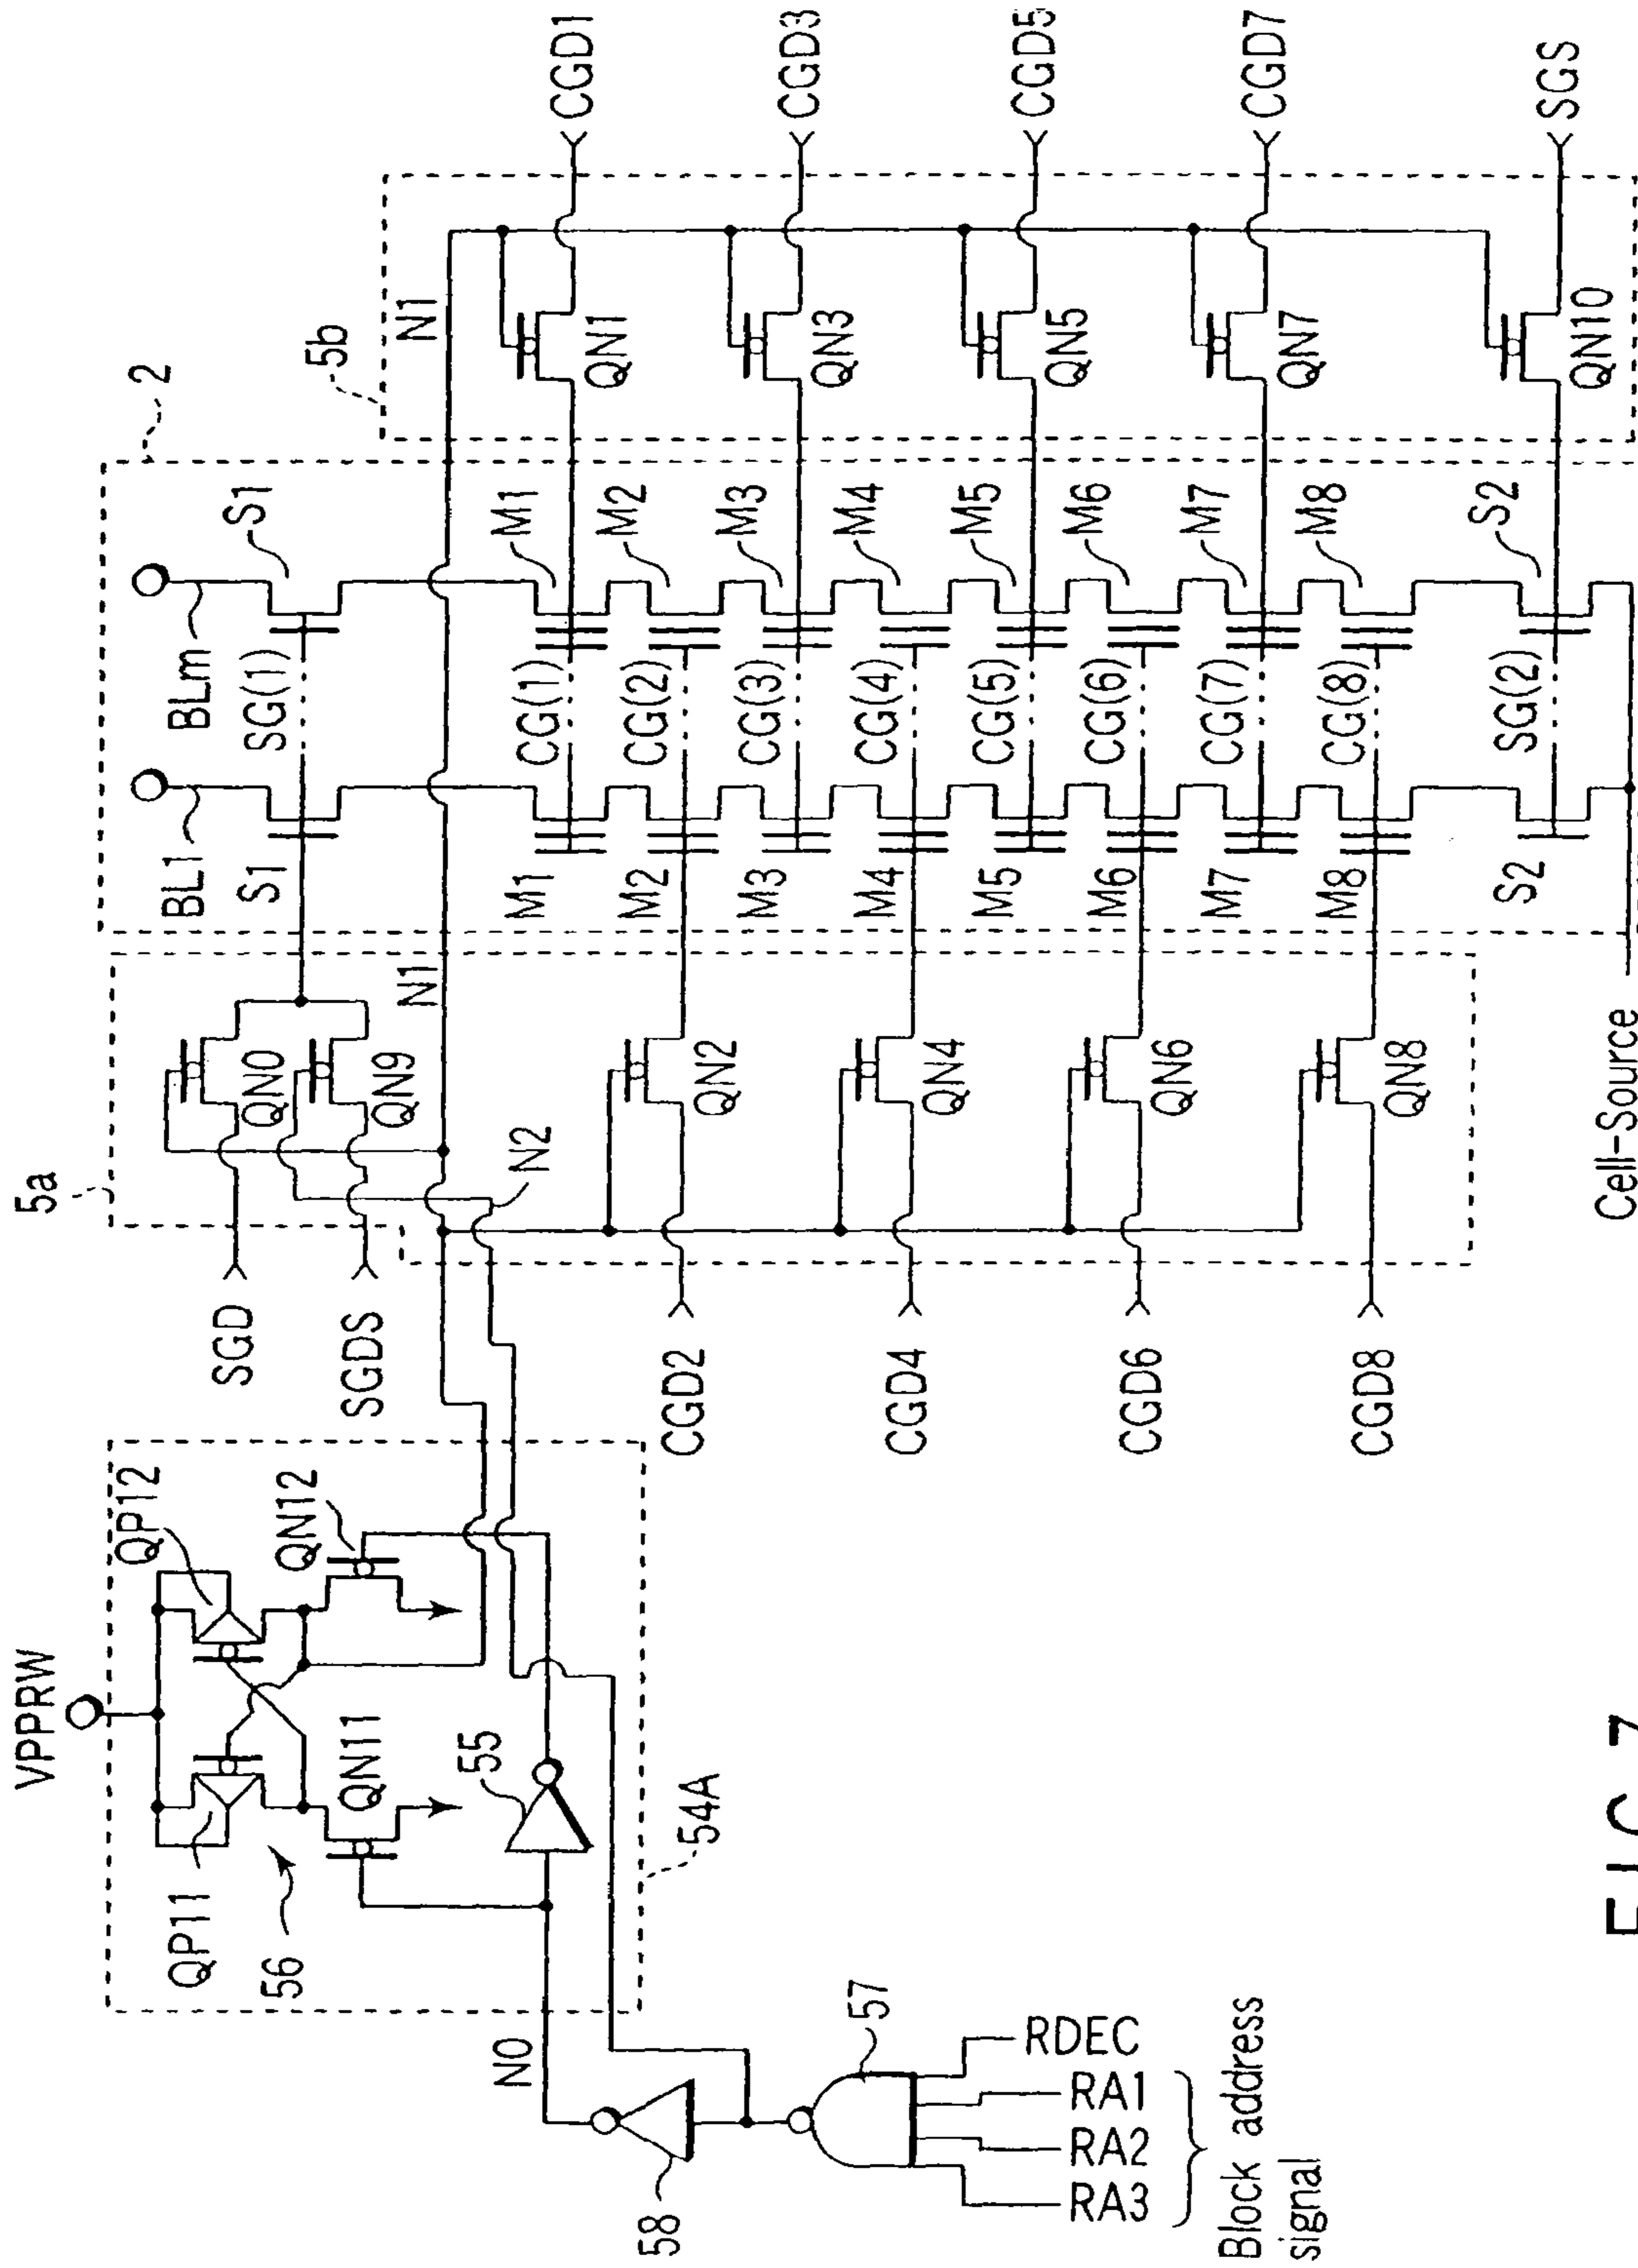 VPPRW
QP11
QP12
56
QN11
QN12
55
54A
N0
58
57
RDEC
RA1
RA2
RA3
Block address
signal
5a
SGD
SGDS
QN0
QN9
N1
N2
CGD2
QN2
CGD4
QN4
CGD6
QN6
CGD8
QN8
2
BL1
BLm
S1
SG(1)
S1
M1
CG(1)
M1
M2
CG(2)
M2
M3
CG(3)
M3
M4
CG(4)
M4
M5
CG(5)
M5
M6
CG(6)
M6
M7
CG(7)
M7
M8
CG(8)
M8
S2
SG(2)
S2
Cell-Source
5b
N1
QN1
CGD1
QN3
CGD3
QN5
CGD5
QN7
CGD7
QN10
SGS